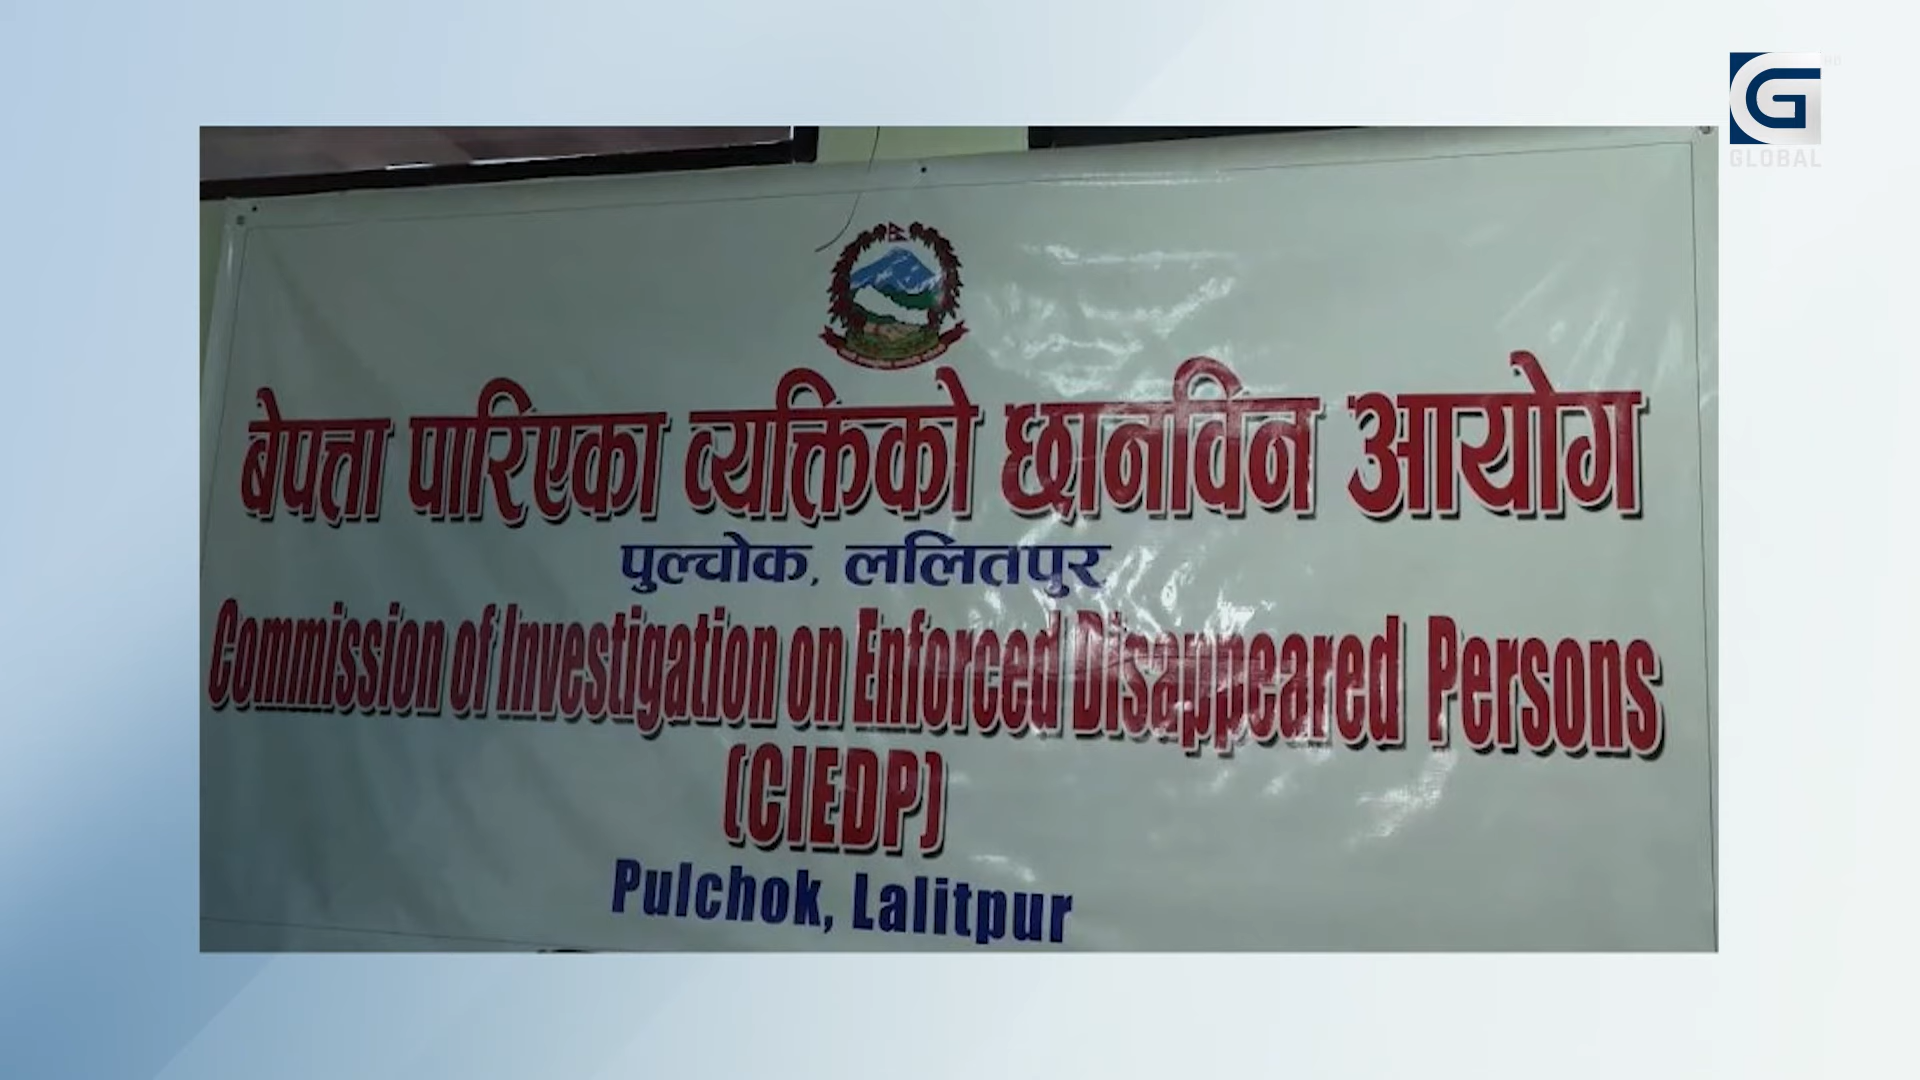 GLOBAL
बेपत्ता पारिएका व्यक्तिको छानविन आयोग
पुल्चोक, ललितपुर
Commission of Investigation on Enforced Disappeared Persons
(CIEDP)
Pulchok, Lalitpur